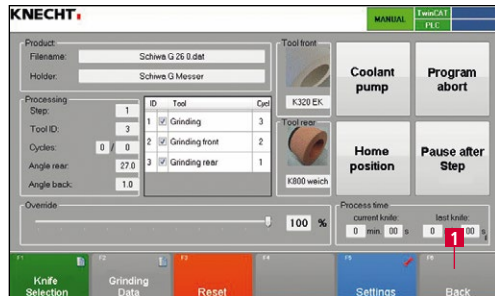 KNECHT
MANUAL
TwinCAT
PLC
Product:
Filename:
Schiwa G 26 0.dat
Holder:
Schiwa G Messer
Tool front
K320 EK
Coolant pump
Program abort
Processing
Step:
1
Tool ID:
3
Cycles:
0 / 0
Angle rear:
27.0
Angle back:
1.0
ID Tool Cycl
1 Grinding 3
2 Grinding front 2
3 Grinding rear 1
Tool rear
K800 weich
Home position
Pause after Step
Override
100 %
Process time
current knife:
0 min 00 s
last knife:
0 00 s
1
F1
Knife Selection
F2
Grinding Data
F3
Reset
F4
F5
Settings
F6
Back